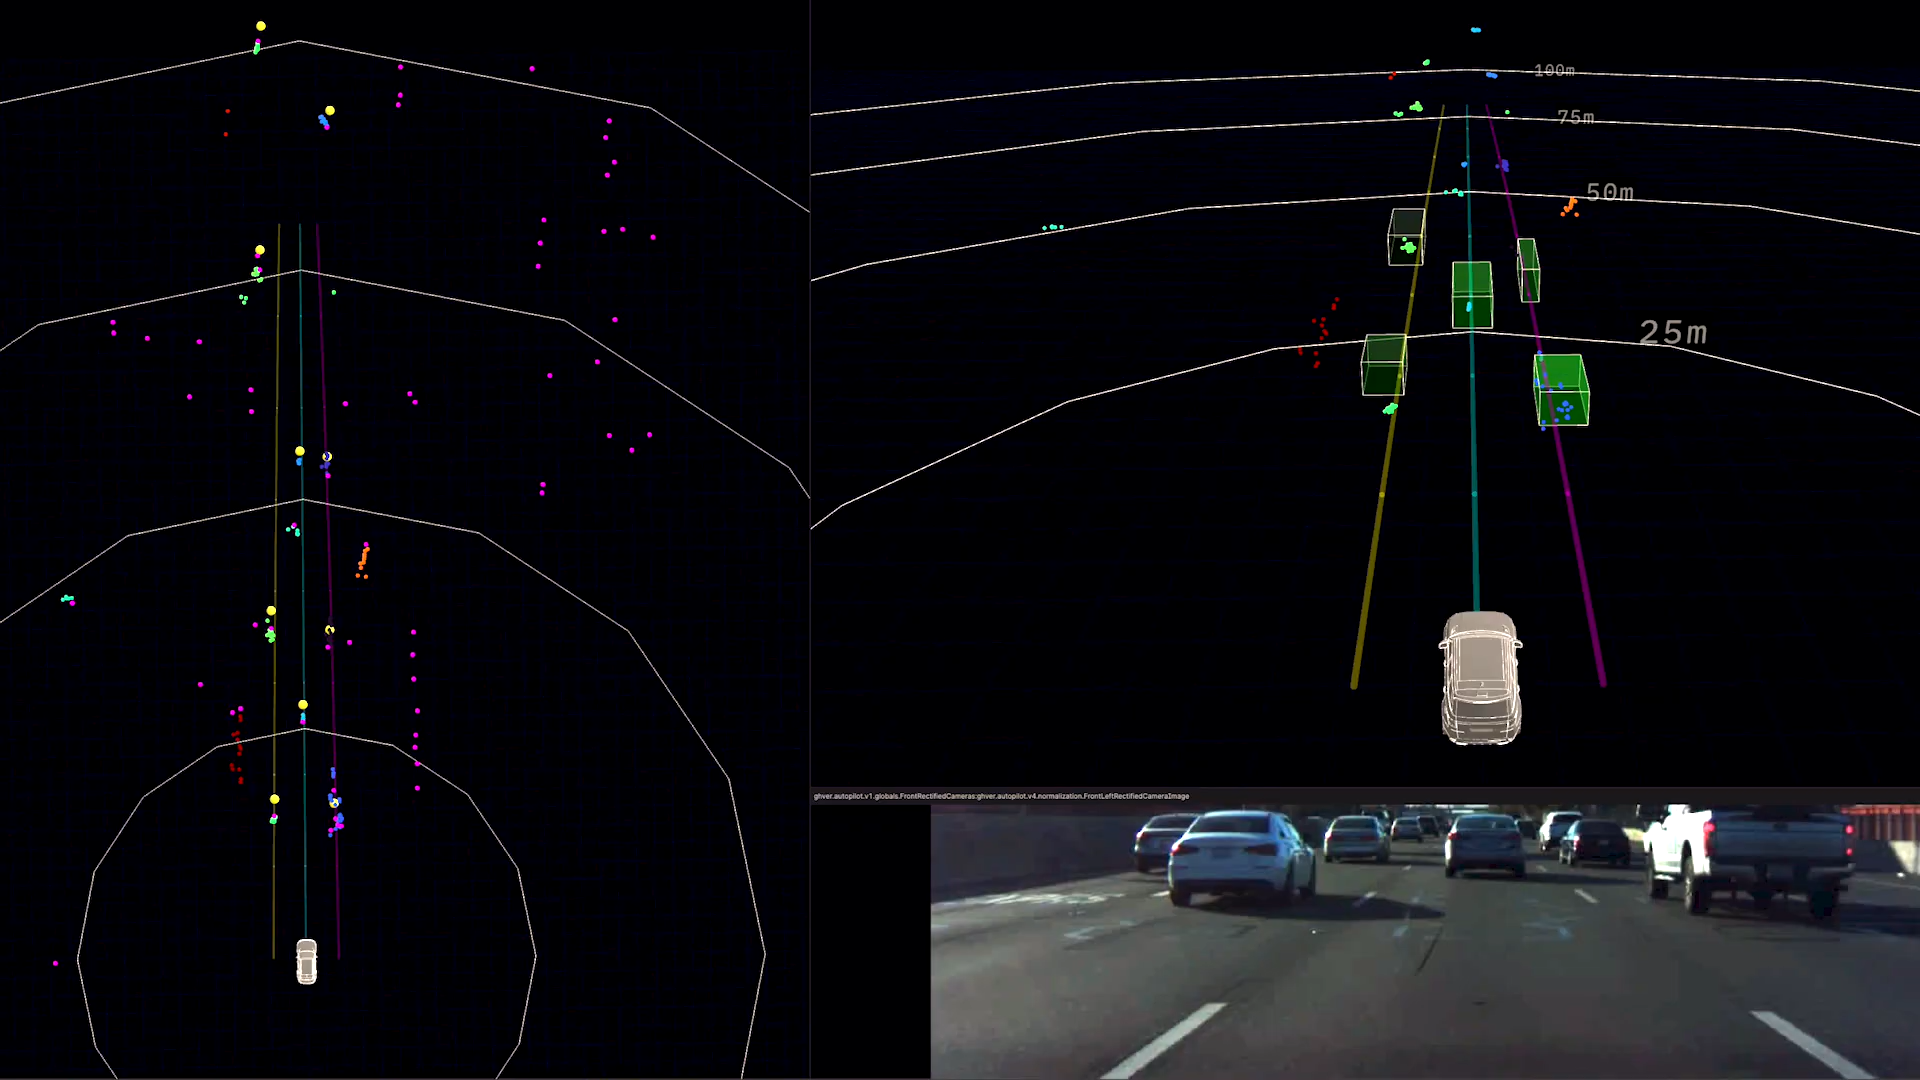 100m
75m
50m
25m
ghver.autopilot.v1.globals.FrontRectifiedCameras:ghver.autopilot.v4.normalization.FrontLeftRectifiedCameraImage